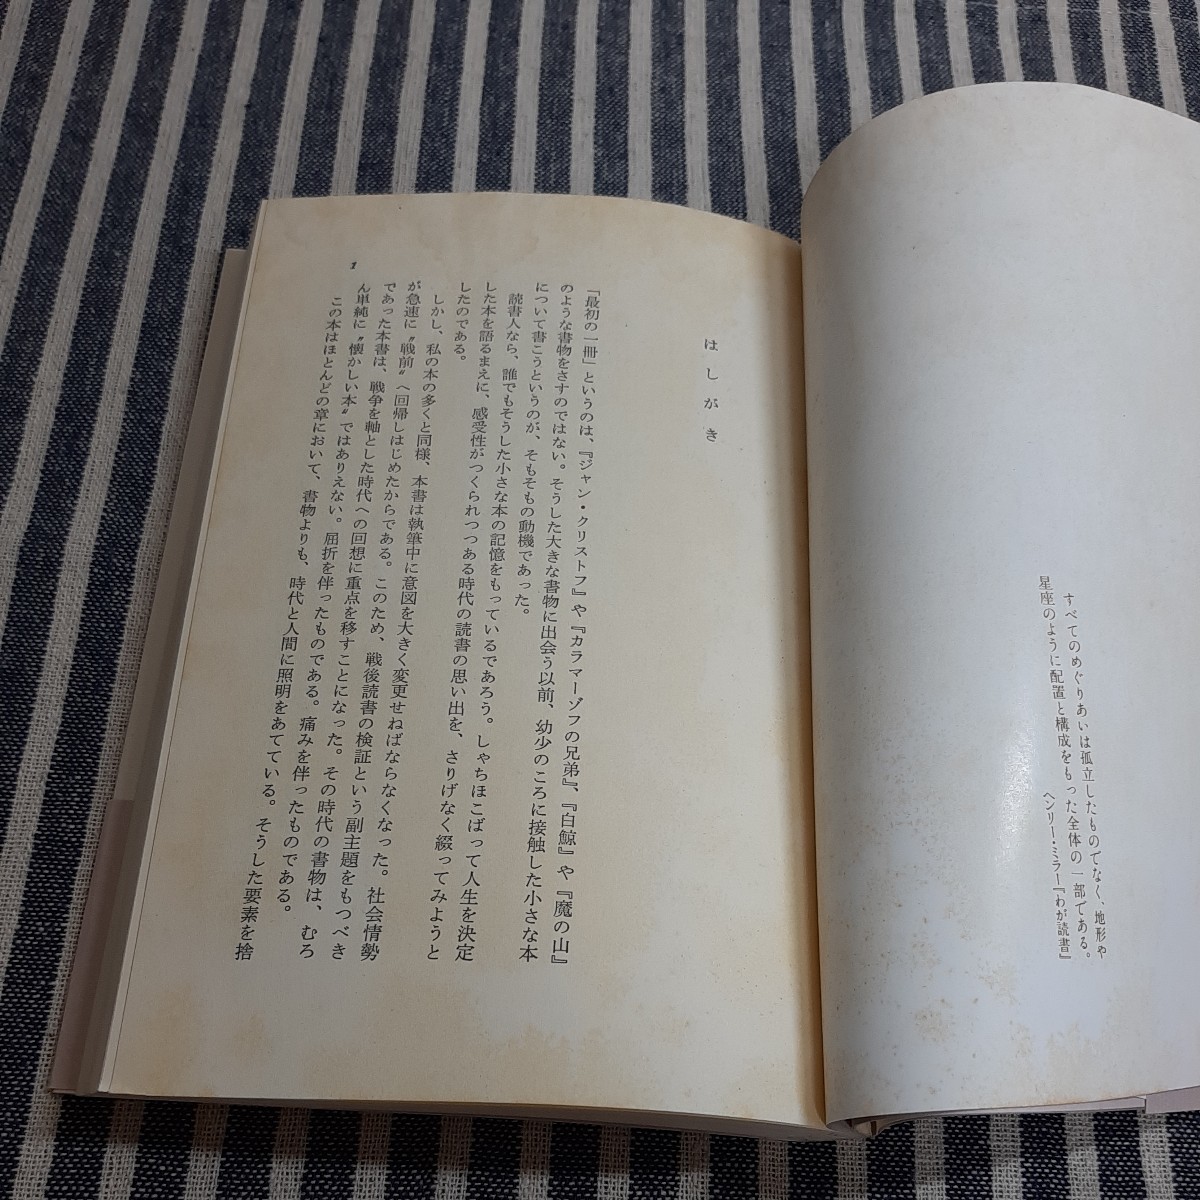 すべてのめぐりあいは孤立したものでなく、地形や
星座のように配置と構成をもった全体の一部である。
ヘンリー・ミラー『わが読書』
はしがき
「最初の一冊」というのは、『ジャン・クリストフ』や『カラマーゾフの兄弟』、『白鯨』や『魔の山』
のような書物をさすのではない。そうした大きな書物に出会う以前、幼少のころに接触した小さな本
について書こうというのが、そもそもの動機であった。
読書人なら、誰でもそうした小さな本の記憶をもっているであろう。しゃちほこばって人生を決定
した本を語るまえに、感受性がつくられつつある時代の読書の思い出を、さりげなく綴ってみようと
したのである。
しかし、私の本の多くと同様、本書は執筆中に意図を大きく変更せねばならなくなった。社会情勢
が急速に〝戦前〟へ回帰しはじめたからである。このため、戦後読書の検証という副主題をもつべき
であった本書は、戦争を軸とした時代への回想に重点を移すことになった。その時代の書物は、むろ
ん単純に〝懐かしい本〟ではありえない。屈折を伴ったものである。痛みを伴ったものである。
この本はほとんどの章において、書物よりも、時代と人間に照明をあてている。そうした要素を捨
1